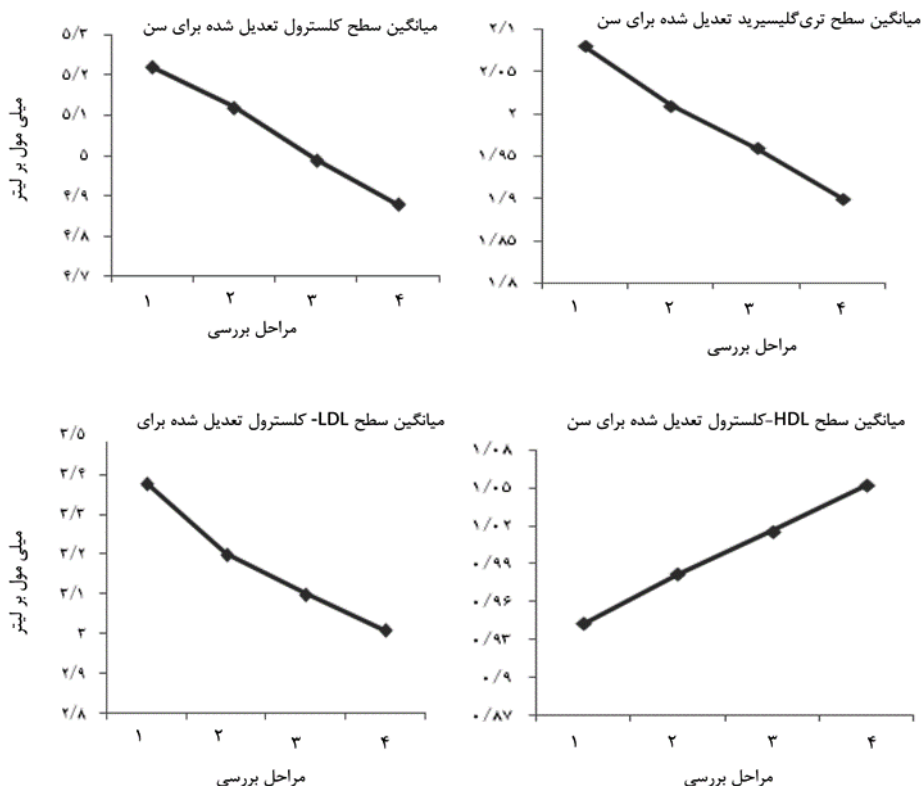 میانگین سطح کلسترول تعدیل شده برای سن
میلی مول بر لیتر
۵/۳
۵/۲
۵/۱
۵
۴/۹
۴/۸
۴/۷
۱ ۲ ۳ ۴
مراحل بررسی
میانگین سطح تری‌گلیسیرید تعدیل شده برای سن
۲/۱
۲/۰۵
۲
۱/۹۵
۱/۹
۱/۸۵
۱/۸
۱ ۲ ۳ ۴
مراحل بررسی
میانگین سطح LDL- کلسترول تعدیل شده برای
میلی مول بر لیتر
۳/۵
۳/۴
۳/۳
۳/۲
۳/۱
۳
۲/۹
۲/۸
۱ ۲ ۳ ۴
مراحل بررسی
میانگین سطح HDL-کلسترول تعدیل شده برای سن
۱/۰۸
۱/۰۵
۱/۰۲
۰/۹۹
۰/۹۶
۰/۹۳
۰/۹
۰/۸۷
۱ ۲ ۳ ۴
مراحل بررسی